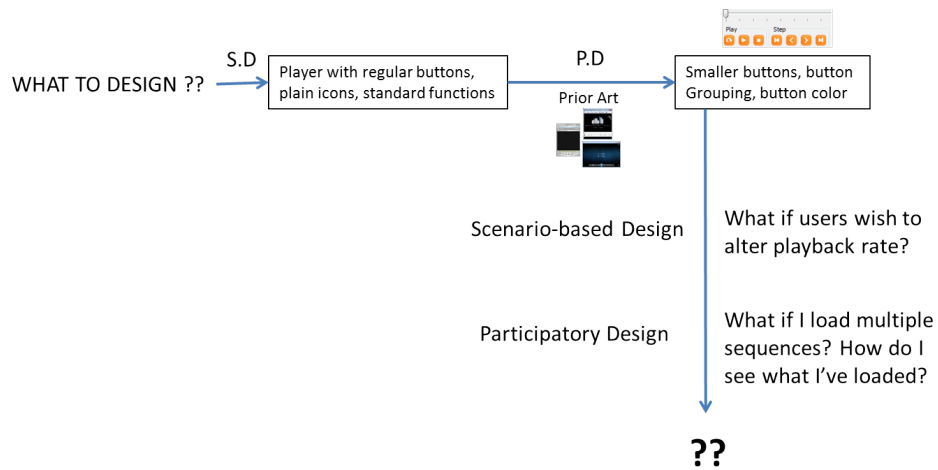 Play Step
S.D
P.D
WHAT TO DESIGN ??
Player with regular buttons,
plain icons, standard functions
Smaller buttons, button
Grouping, button color
Prior Art
Scenario-based Design
What if users wish to
alter playback rate?
Participatory Design
What if I load multiple
sequences? How do I
see what I've loaded?
??